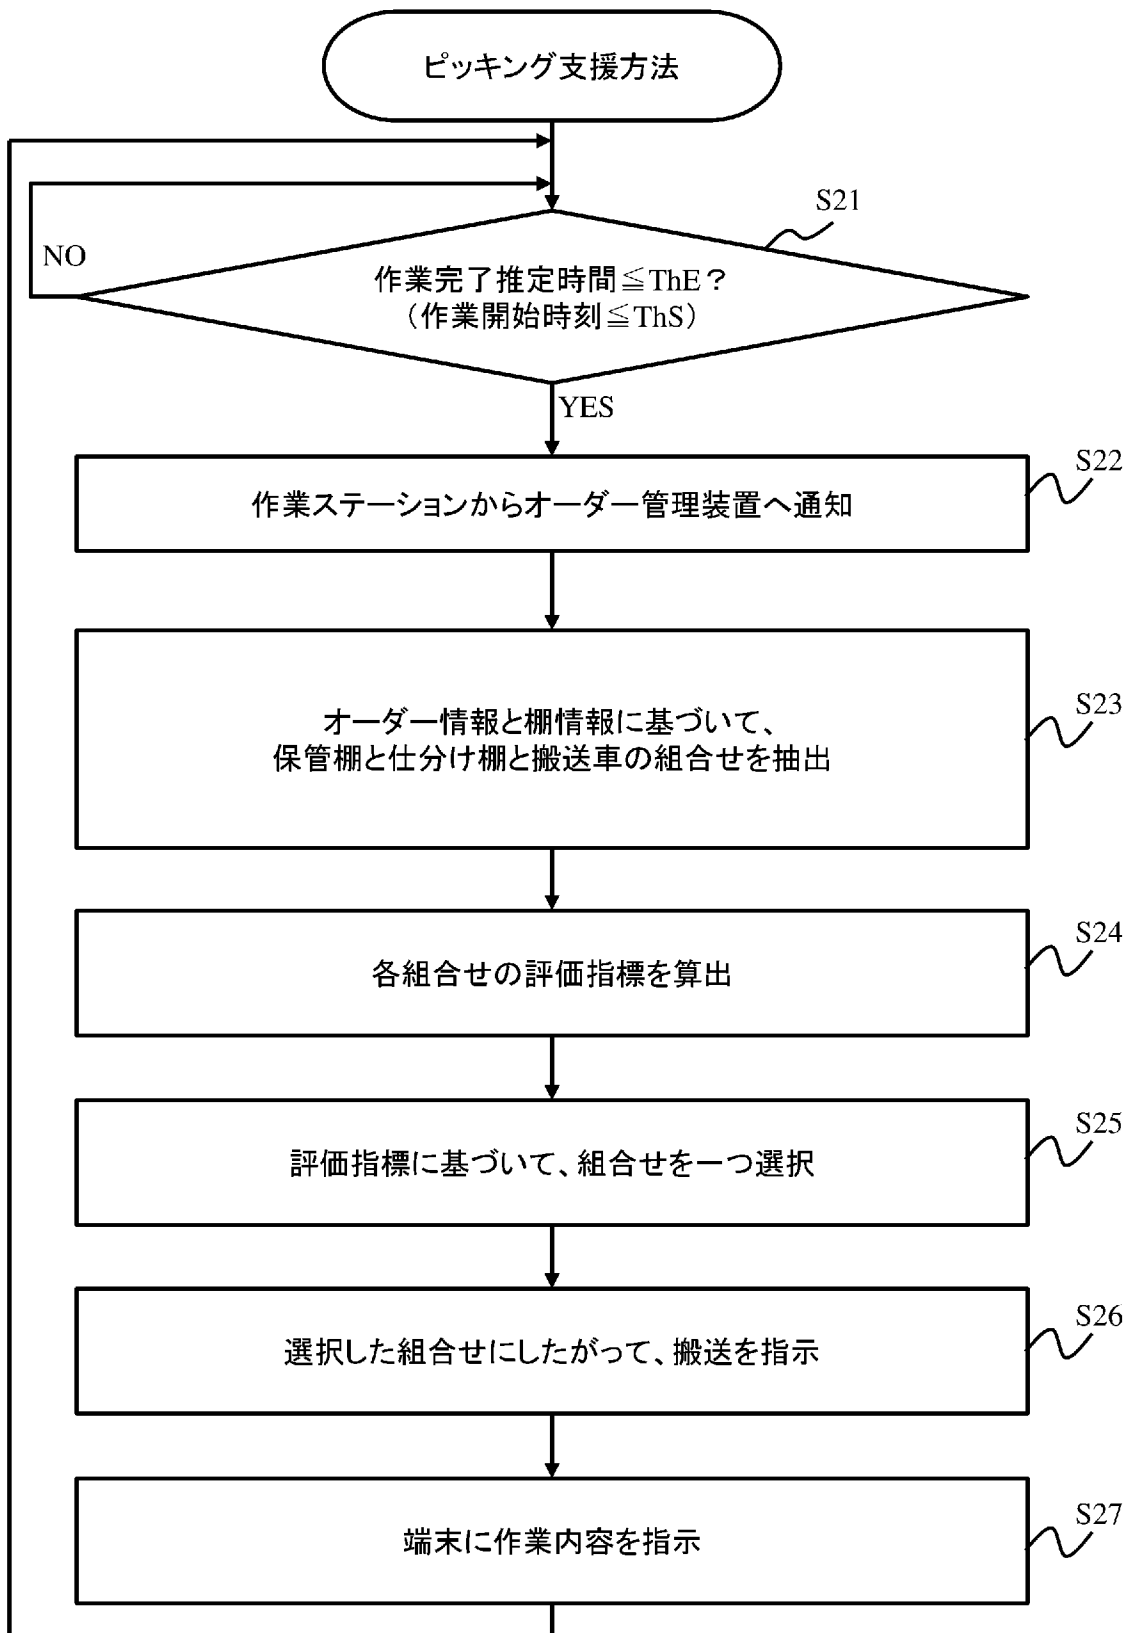 ピッキング支援方法
S21
NO
作業完了推定時間≦ThE？
（作業開始時刻≦ThS）
YES
S22
作業ステーションからオーダー管理装置へ通知
S23
オーダー情報と棚情報に基づいて、
保管棚と仕分け棚と搬送車の組合せを抽出
S24
各組合せの評価指標を算出
S25
評価指標に基づいて、組合せを一つ選択
S26
選択した組合せにしたがって、搬送を指示
S27
端末に作業内容を指示